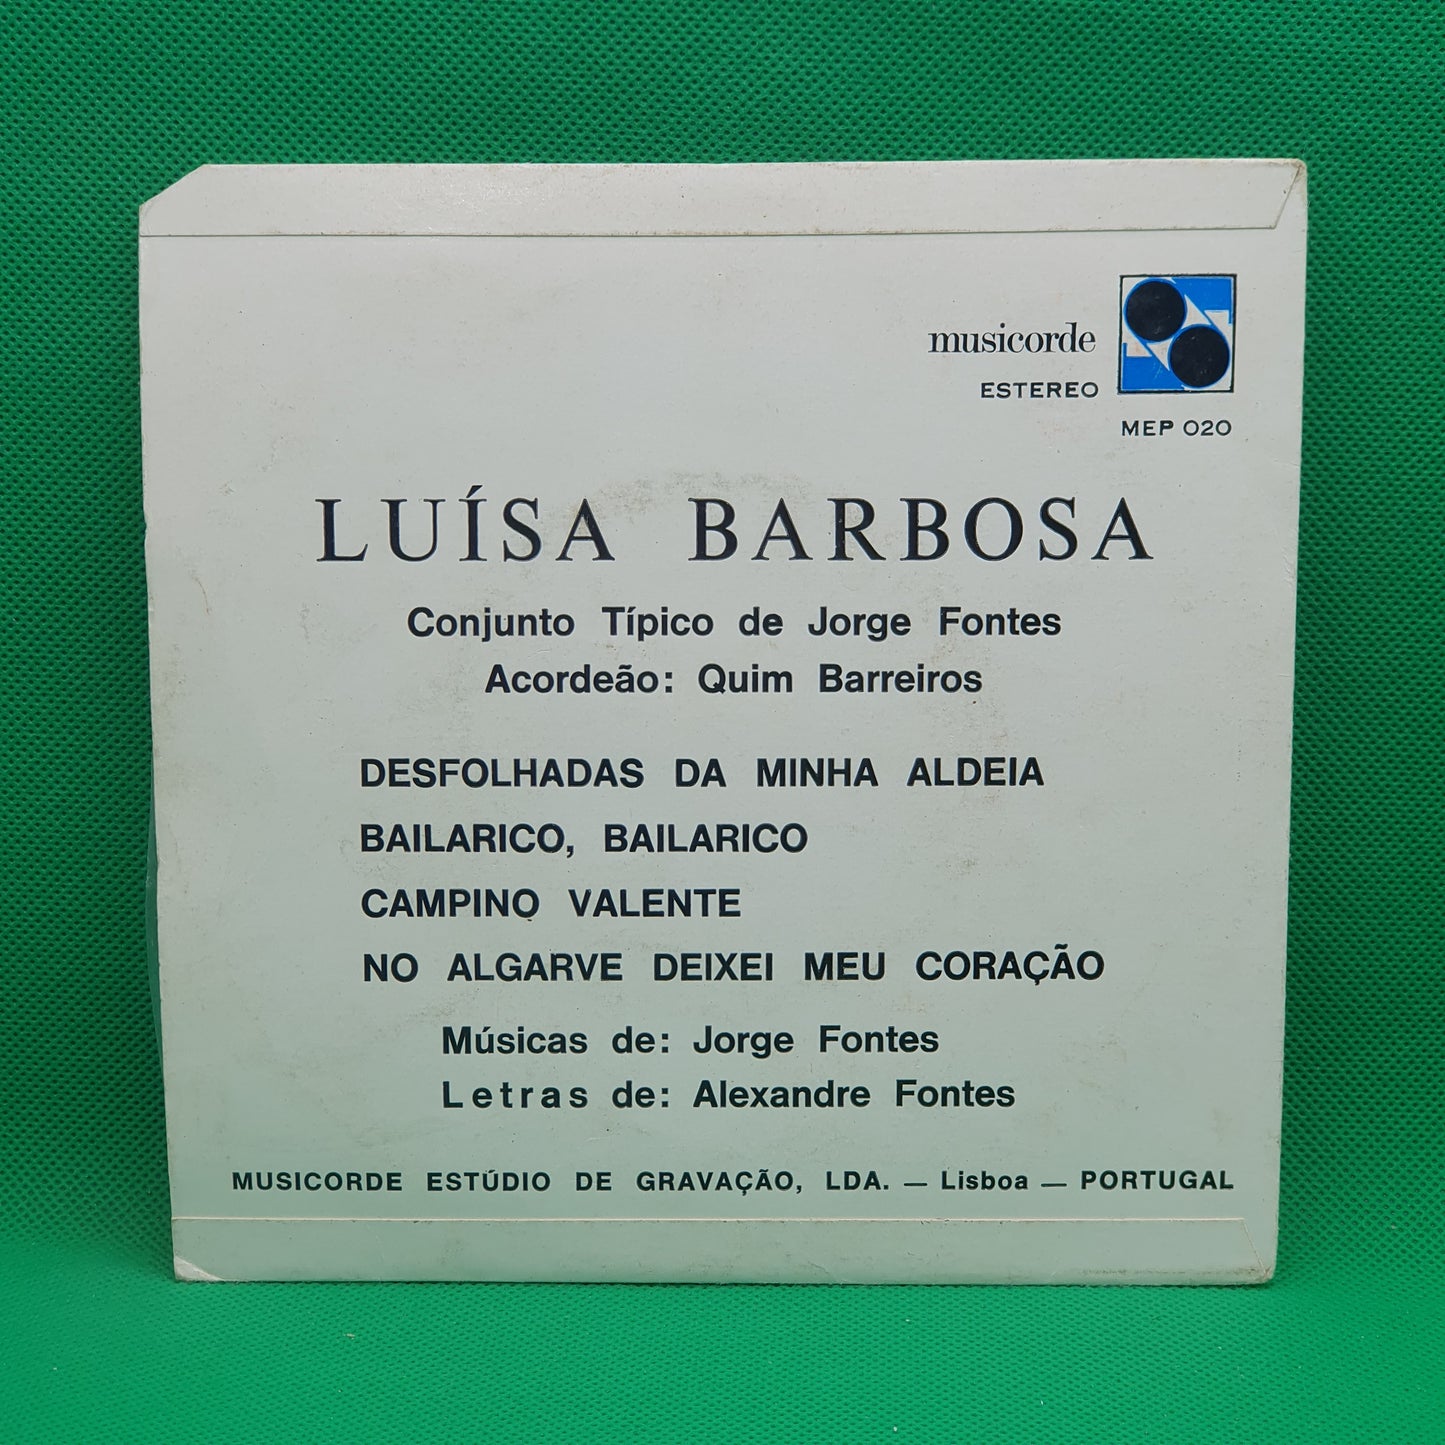 musicorde
ESTEREO
MEP 020
LUÍSA BARBOSA
Conjunto Típico de Jorge Fontes
Acordeão: Quim Barreiros
DESFOLHADAS DA MINHA ALDEIA
BAILARICO, BAILARICO
CAMPINO VALENTE
NO ALGARVE DEIXEI MEU CORAÇÃO
Músicas de: Jorge Fontes
Letras de: Alexandre Fontes
MUSICORDE ESTÚDIO DE GRAVAÇÃO, LDA. — Lisboa — PORTUGAL